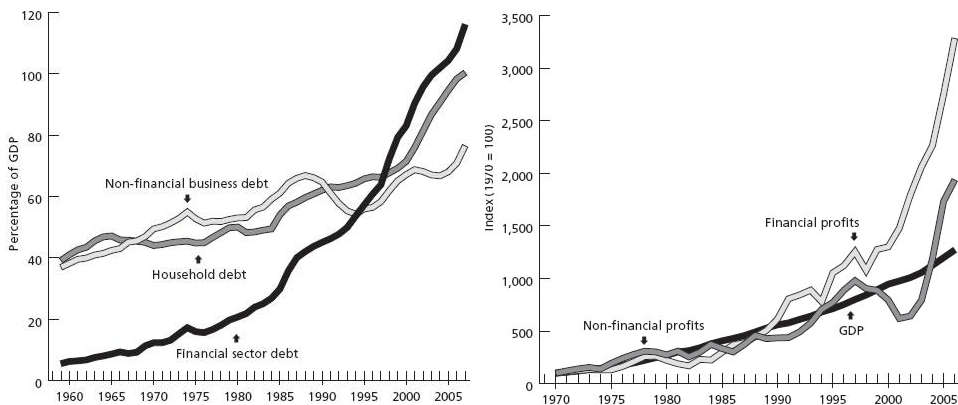 120
100
80
60
40
20
0
Percentage of GDP
Non-financial business debt
Household debt
Financial sector debt
1960 1965 1970 1975 1980 1985 1990 1995 2000 2005
3,500
3,000
2,500
2,000
1,500
1,000
500
0
Index (1970 = 100)
Financial profits
Non-financial profits
GDP
1970 1975 1980 1985 1990 1995 2000 2005